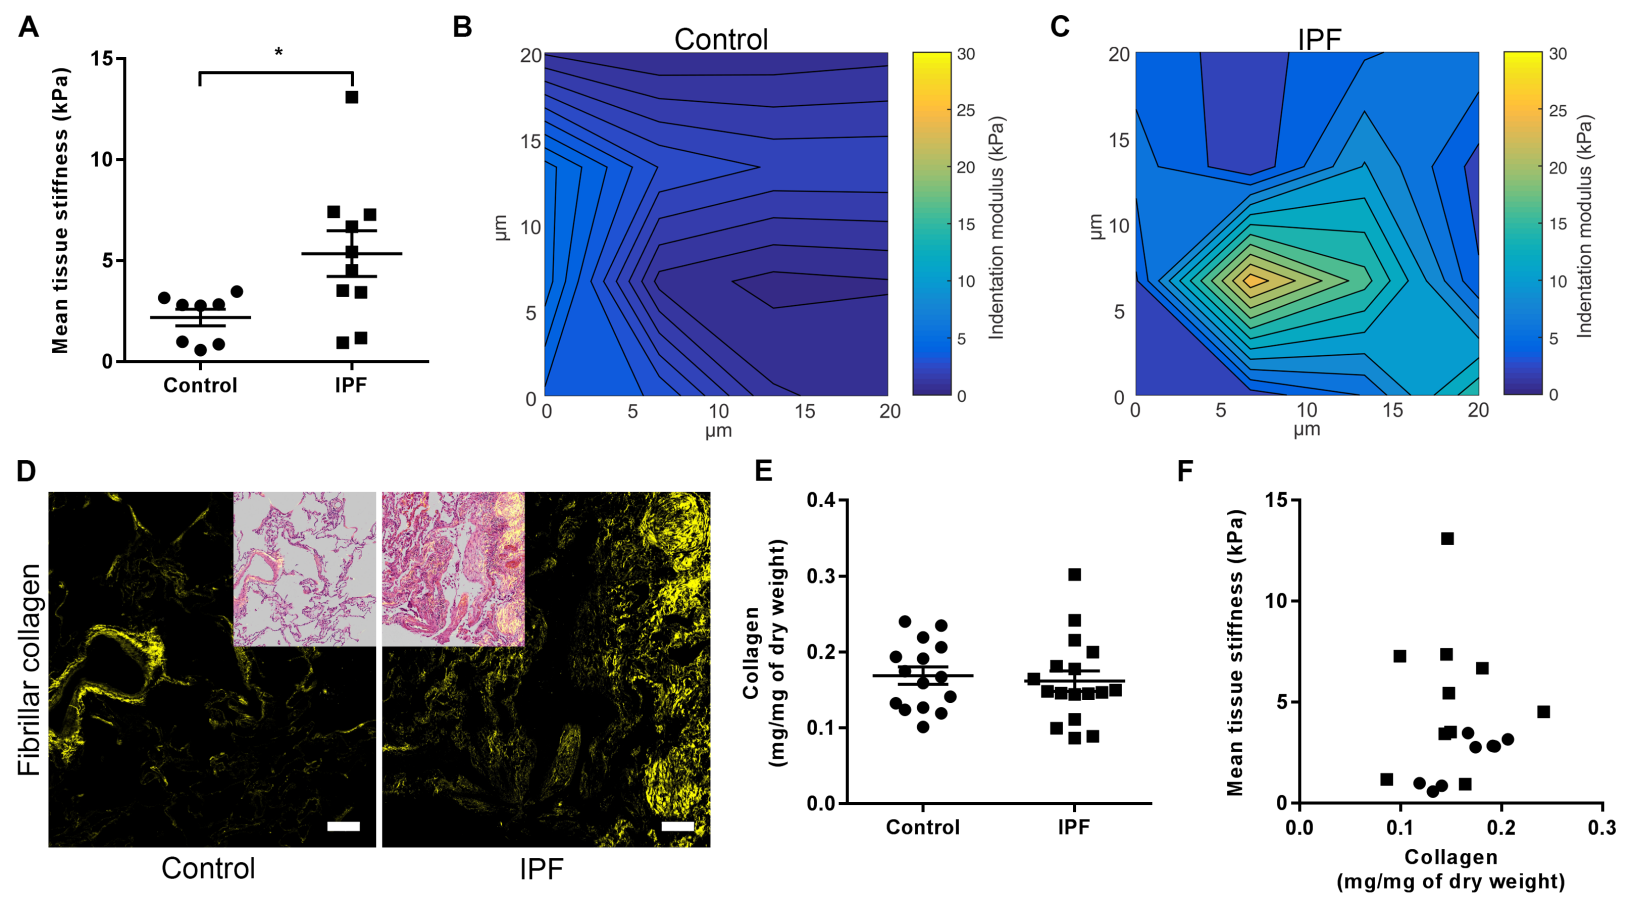 A
Mean tissue stiffness (kPa)
15
10
5
0
*
Control
IPF
B
Control
20
15
10
5
0
µm
0
5
10
15
20
µm
30
25
20
15
10
5
0
Indentation modulus (kPa)
C
IPF
20
15
10
5
0
µm
0
5
10
15
20
µm
30
25
20
15
10
5
0
Indentation modulus (kPa)
D
Fibrillar collagen
Control
IPF
E
Collagen
(mg/mg of dry weight)
0.4
0.3
0.2
0.1
0.0
Control
IPF
F
Mean tissue stiffness (kPa)
15
10
5
0
0.0
0.1
0.2
0.3
Collagen
(mg/mg of dry weight)